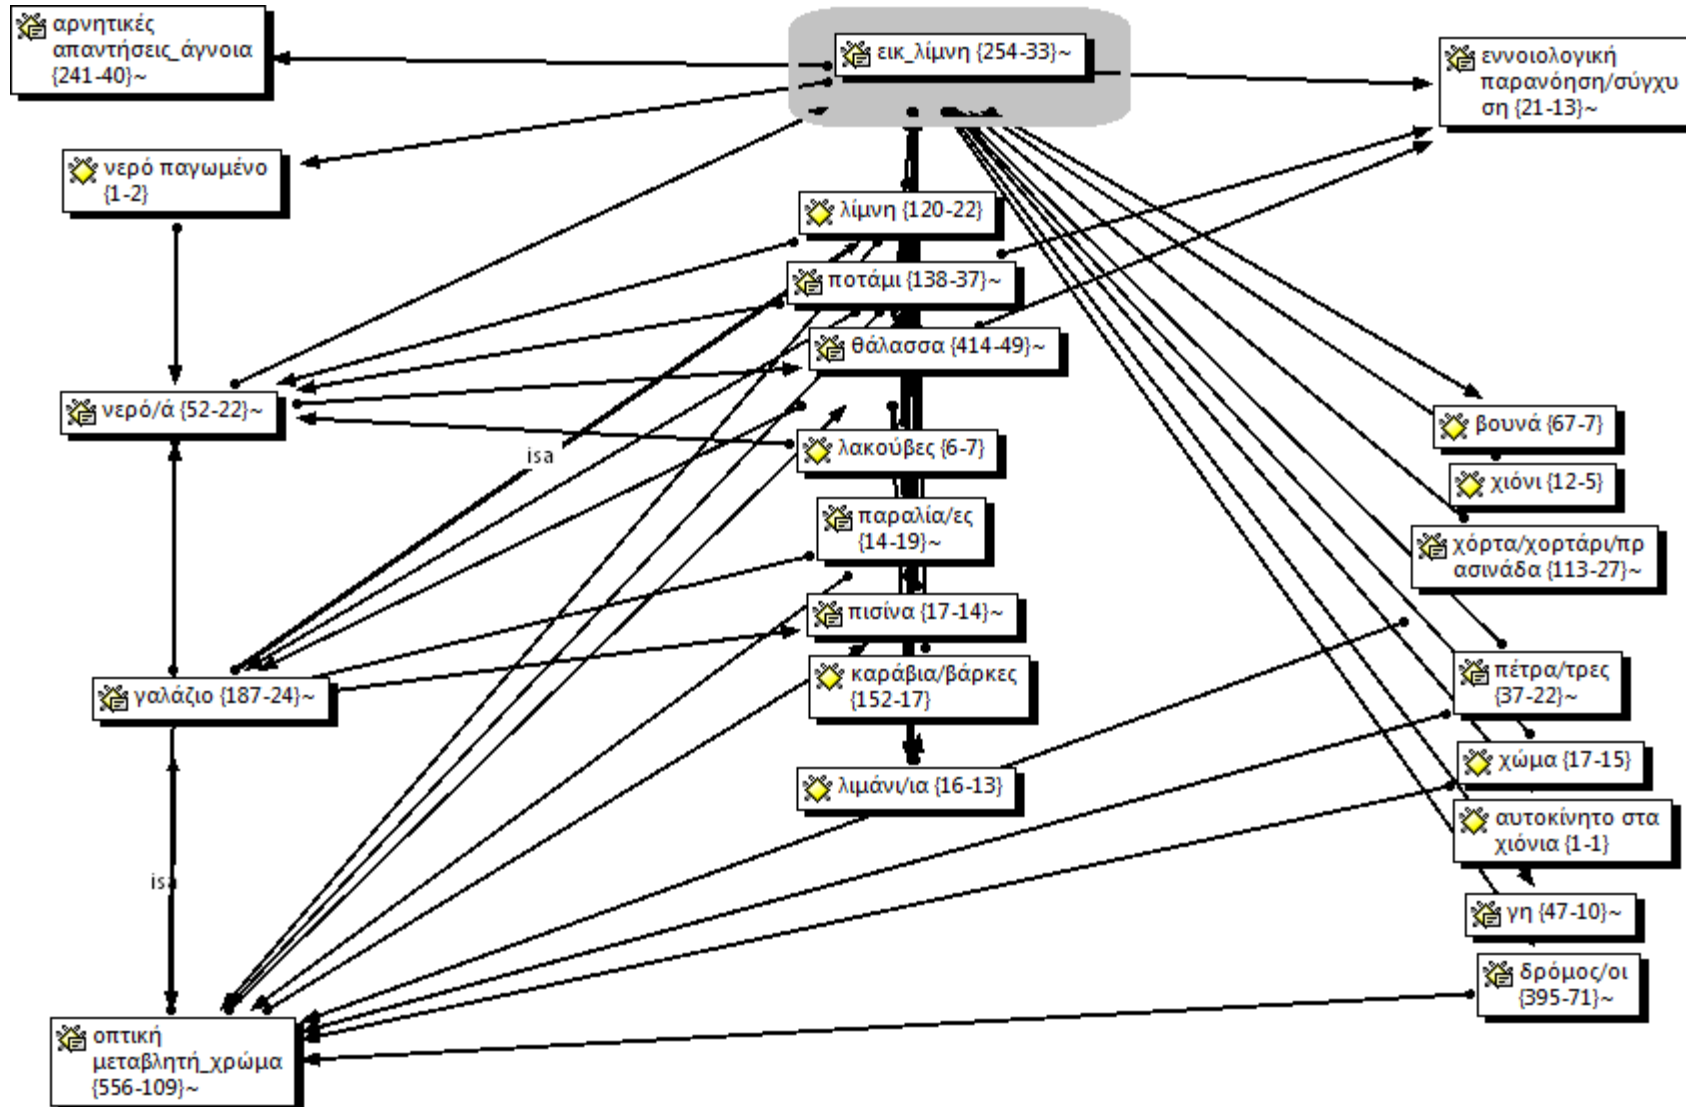 αρνητικές
απαντήσεις_άγνοια
{241-40}~
εικ_λίμνη {254-33}~
εννοιολογική
παρανόηση/σύγχυ
ση {21-13}~
νερό παγωμένο
{1-2}
λίμνη {120-22}
ποτάμι {138-37}~
θάλασσα {414-49}~
νερό/ά {52-22}~
isa
λακούβες {6-7}
βουνά {67-7}
χιόνι {12-5}
παραλία/ες
{14-19}~
χόρτα/χορτάρι/πρ
ασινάδα {113-27}~
πισίνα {17-14}~
γαλάζιο {187-24}~
καράβια/βάρκες
{152-17}
πέτρα/τρες
{37-22}~
χώμα {17-15}
λιμάνι/ια {16-13}
αυτοκίνητο στα
χιόνια {1-1}
isa
γη {47-10}~
δρόμος/οι
{395-71}~
οπτική
μεταβλητή_χρώμα
{556-109}~